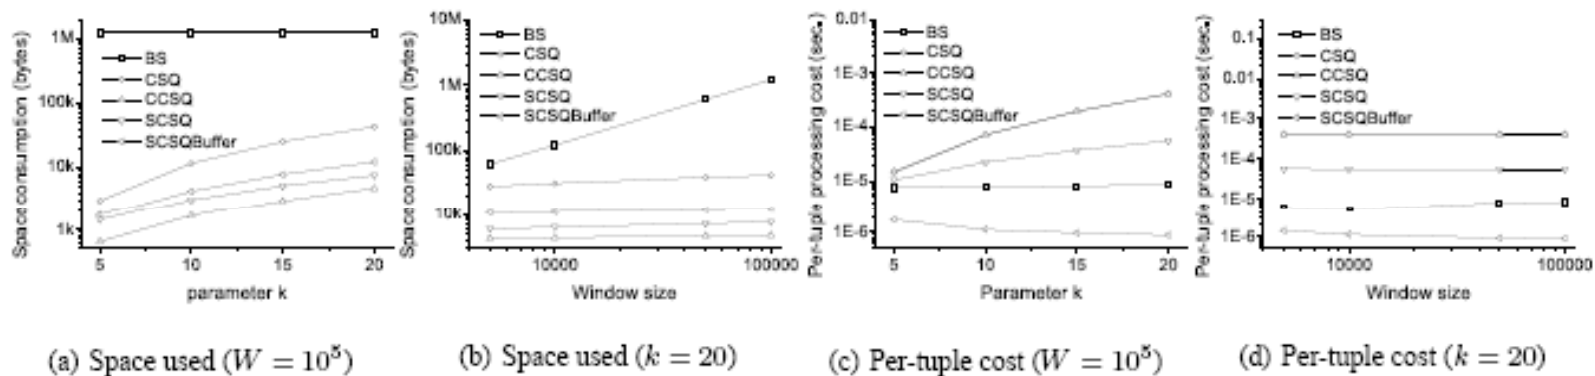 Space consumption (bytes)
1M
100k
10k
1k
BS
CSQ
CCSQ
SCSQ
SCSQBuffer
5 10 15 20
parameter k
(a) Space used (W = 10⁵)
Space consumption (bytes)
10M
1M
100k
10k
BS
CSQ
CCSQ
SCSQ
SCSQBuffer
10000 100000
Window size
(b) Space used (k = 20)
Per-tuple processing cost (sec.)
0.01
1E-3
1E-4
1E-5
1E-6
BS
CSQ
CCSQ
SCSQ
SCSQBuffer
5 10 15 20
Parameter k
(c) Per-tuple cost (W = 10⁵)
Per-tuple processing cost (sec.)
0.1
0.01
1E-3
1E-4
1E-5
1E-6
BS
CSQ
CCSQ
SCSQ
SCSQBuffer
10000 100000
Window size
(d) Per-tuple cost (k = 20)